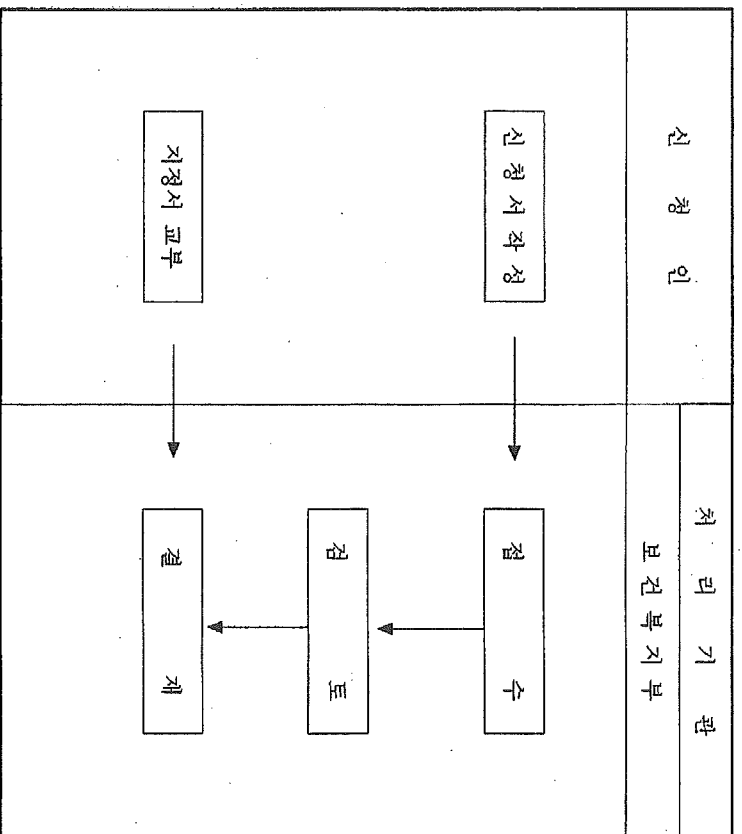 신 청 인
처 리 기 관
보 건 복 지 부
신 청 서 작 성
접 수
검 토
지정서 교부
결 제